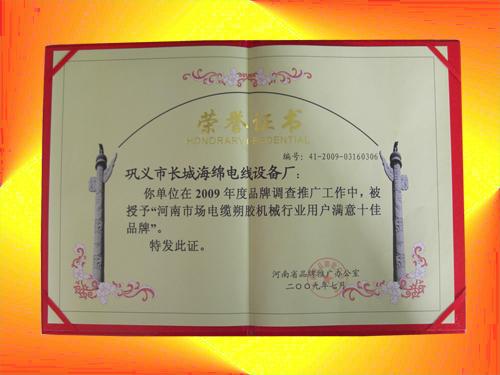 荣誉证书
HONORARY CREDENTIAL
编号：41-2009-03160306
巩义市长城海绵电线设备厂：
你单位在2009年度品牌调查推广工作中，被
授予“河南市场电缆朔胶机械行业用户满意十佳
品牌”。
特发此证。
河南省品牌推广办公室
二〇〇九年七月